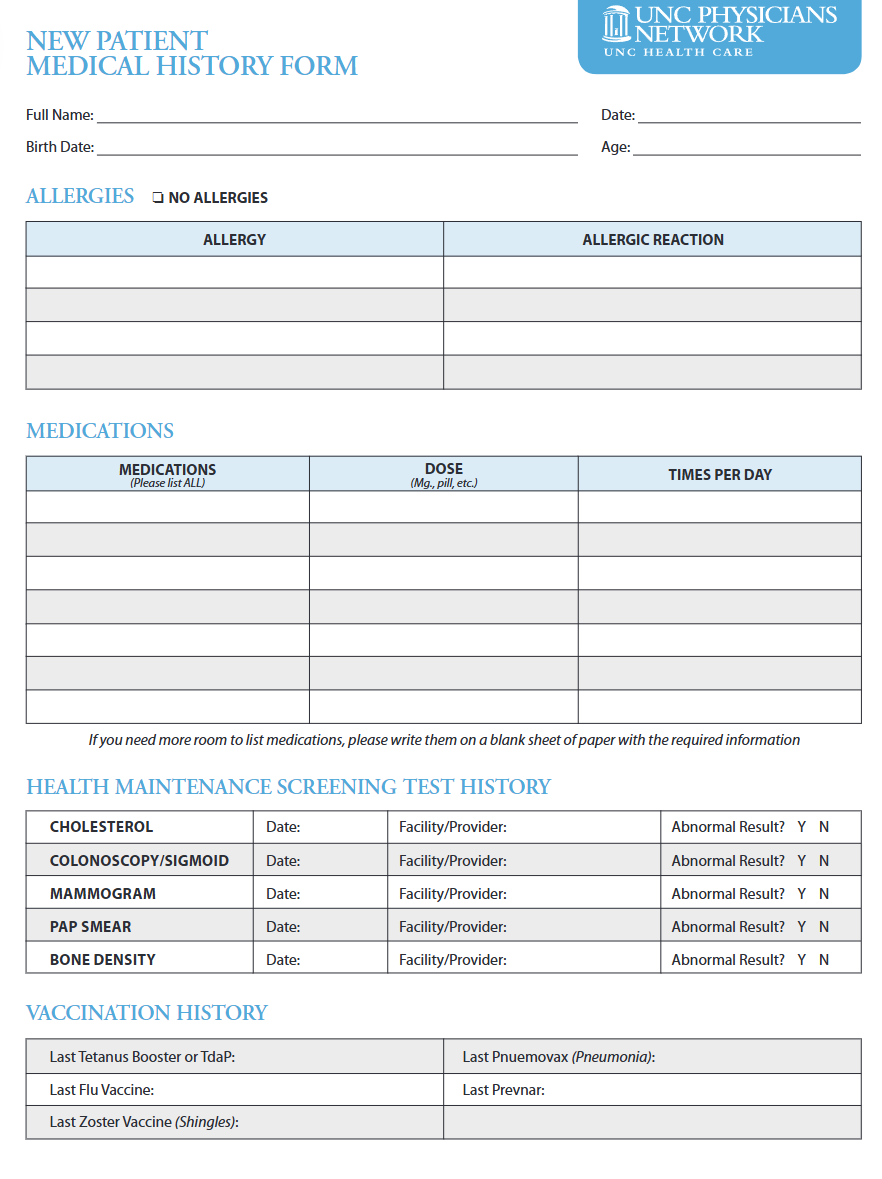 NEW PATIENT
MEDICAL HISTORY FORM
UNC PHYSICIANS
NETWORK
UNC HEALTH CARE
Full Name:
Date:
Birth Date:
Age:
ALLERGIES ❏ NO ALLERGIES
ALLERGY ALLERGIC REACTION
MEDICATIONS
MEDICATIONS DOSE TIMES PER DAY
(Please list ALL) (Mg., pill, etc.)
If you need more room to list medications, please write them on a blank sheet of paper with the required information
HEALTH MAINTENANCE SCREENING TEST HISTORY
CHOLESTEROL Date: Facility/Provider: Abnormal Result? Y N
COLONOSCOPY/SIGMOID Date: Facility/Provider: Abnormal Result? Y N
MAMMOGRAM Date: Facility/Provider: Abnormal Result? Y N
PAP SMEAR Date: Facility/Provider: Abnormal Result? Y N
BONE DENSITY Date: Facility/Provider: Abnormal Result? Y N
VACCINATION HISTORY
Last Tetanus Booster or TdaP: Last Pnuemovax (Pneumonia):
Last Flu Vaccine: Last Prevnar:
Last Zoster Vaccine (Shingles):